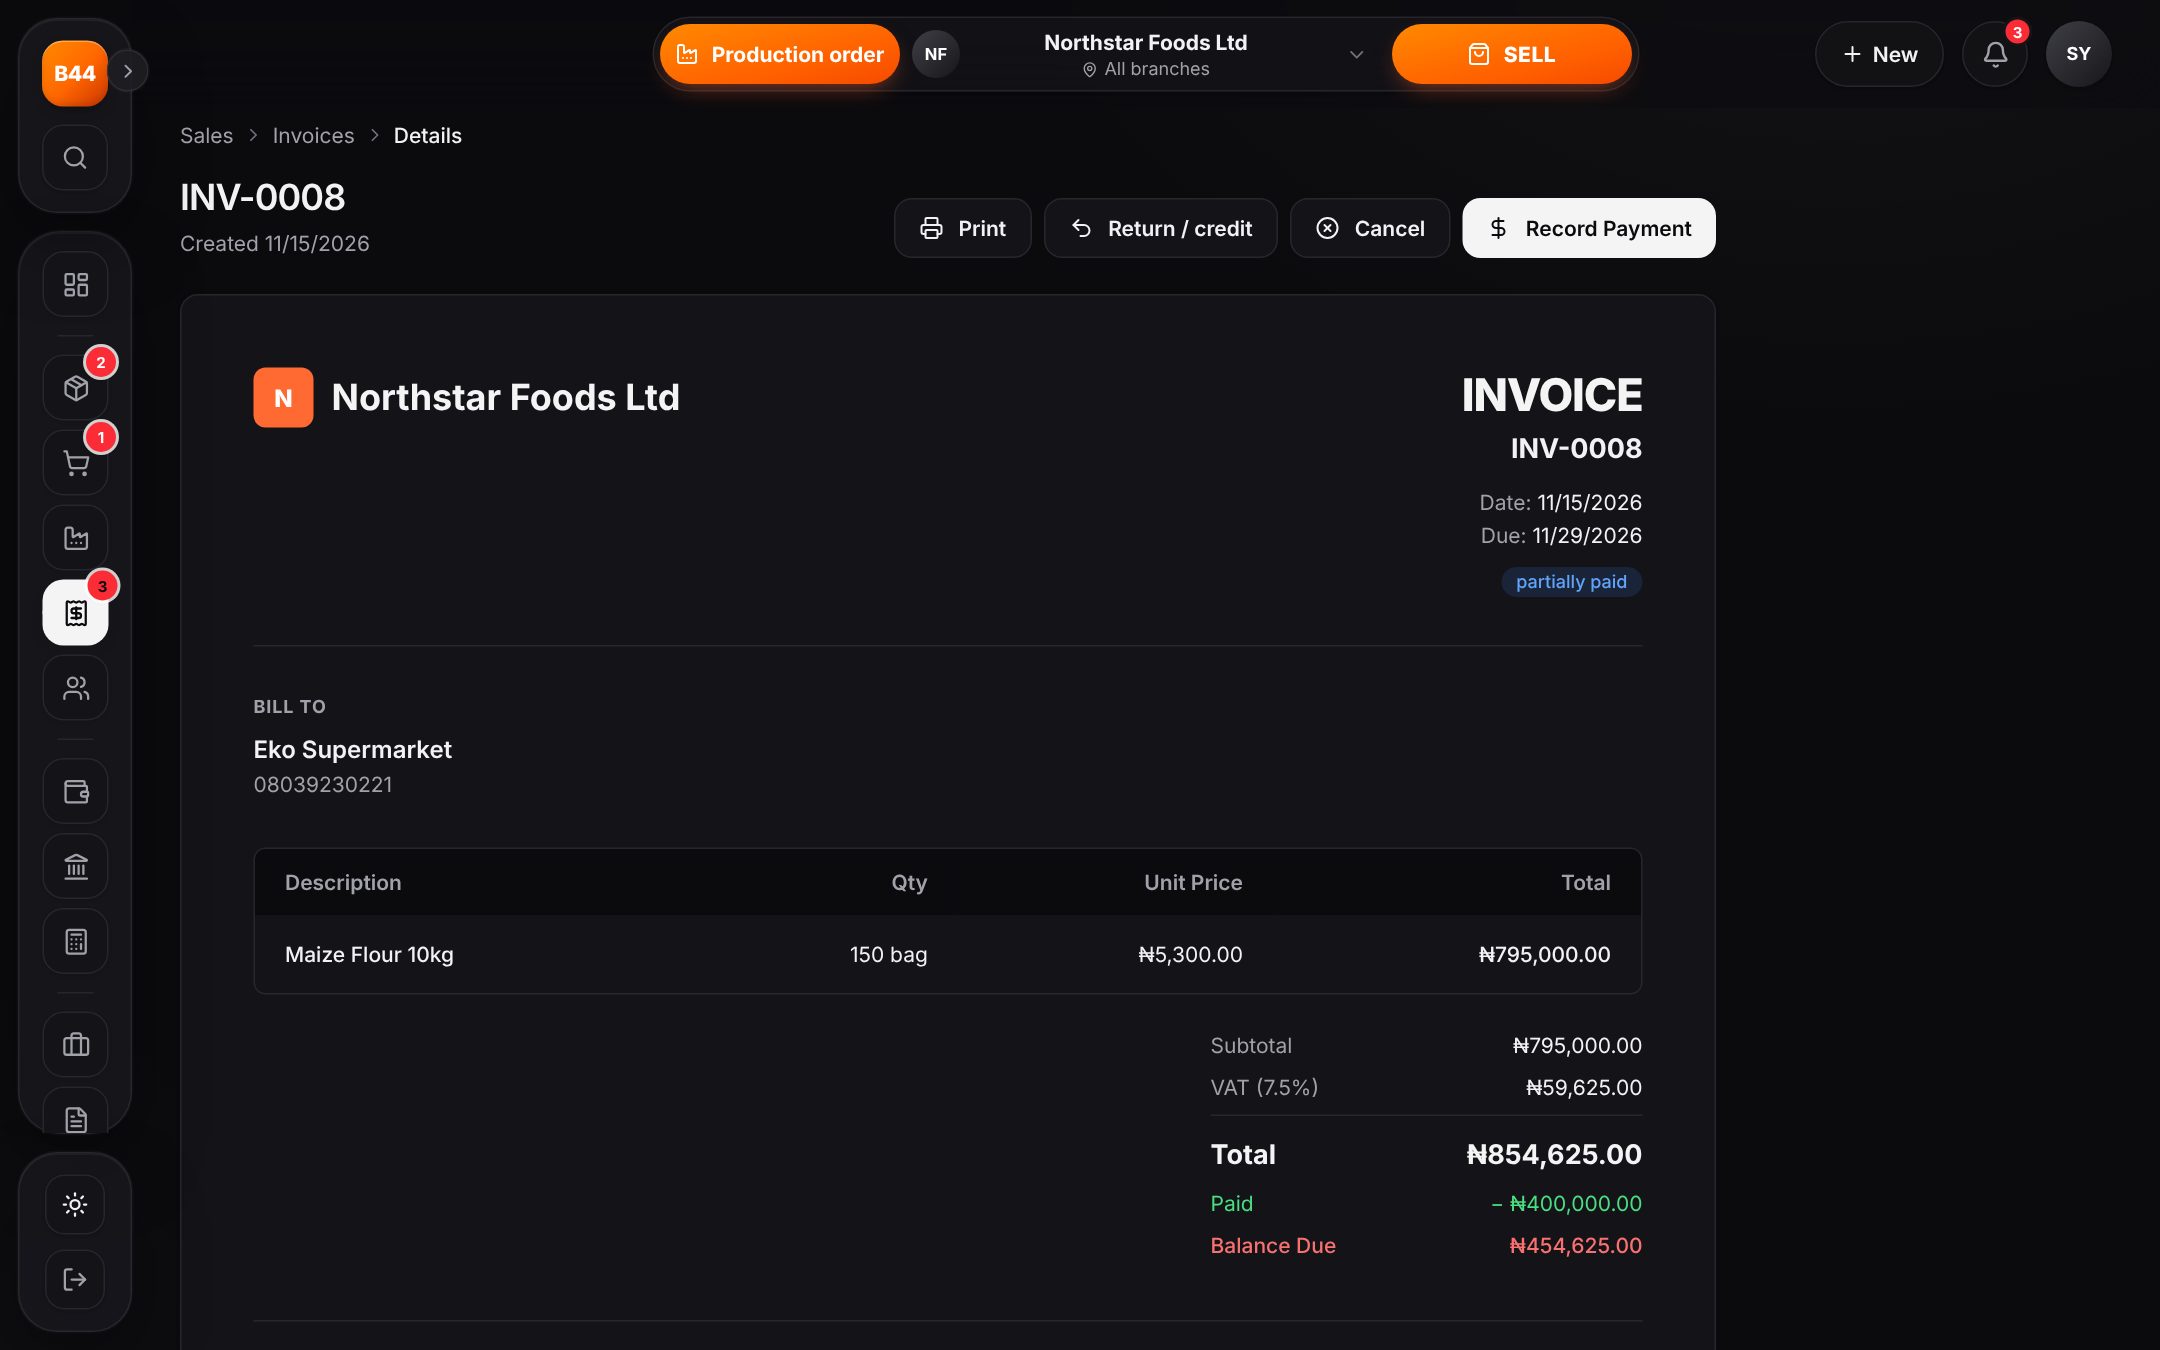 B44
Production order
NF
Northstar Foods Ltd
All branches
SELL
New
3
SY
Sales
Invoices
Details
INV-0008
Created 11/15/2026
Print
Return / credit
Cancel
Record Payment
2
1
3
N
Northstar Foods Ltd
INVOICE
INV-0008
Date: 11/15/2026
Due: 11/29/2026
partially paid
BILL TO
Eko Supermarket
08039230221
Description Qty Unit Price Total
Maize Flour 10kg 150 bag ₦5,300.00 ₦795,000.00
Subtotal ₦795,000.00
VAT (7.5%) ₦59,625.00
Total ₦854,625.00
Paid − ₦400,000.00
Balance Due ₦454,625.00